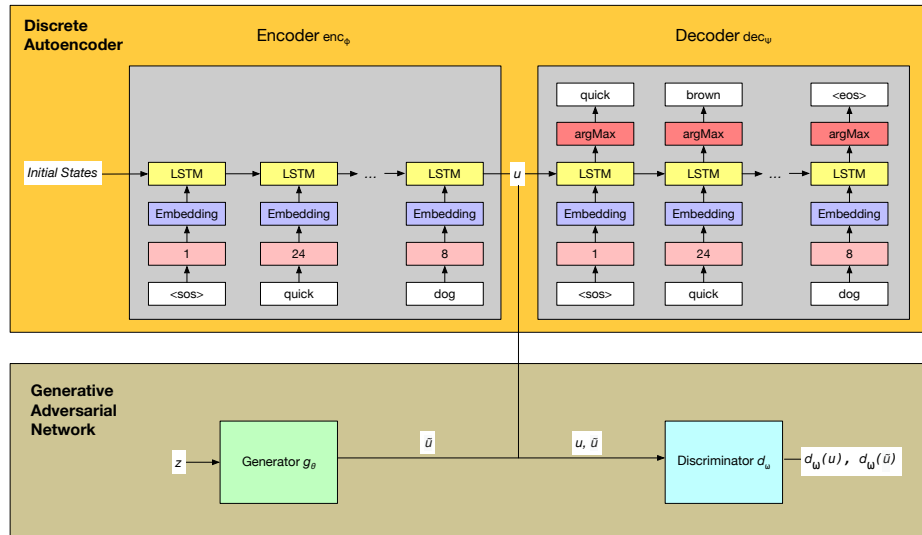 Discrete
Autoencoder
Encoder encϕ
Decoder decψ
quick brown <eos>
argMax argMax argMax
Initial States LSTM LSTM ... LSTM u LSTM LSTM ... LSTM
Embedding Embedding Embedding Embedding Embedding Embedding
1 24 8 1 24 8
<sos> quick dog <sos> quick dog
Generative
Adversarial
Network
z Generator gθ ũ u, ũ Discriminator dω dω(u), dω(ũ)